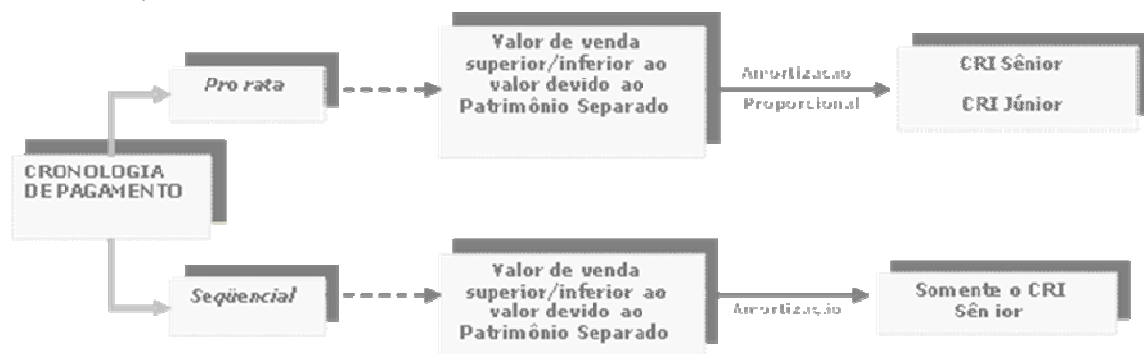 CRONOLOGIA
DE PAGAMENTO
Pro rata
Valor de venda
superior/inferior ao
valor devido ao
Patrimônio Separado
Amortização
Proporcional
CRI Sênior
CRI Júnior
Seqüencial
Valor de venda
superior/inferior ao
valor devido ao
Patrimônio Separado
Amortização
Somente o CRI
Sênior